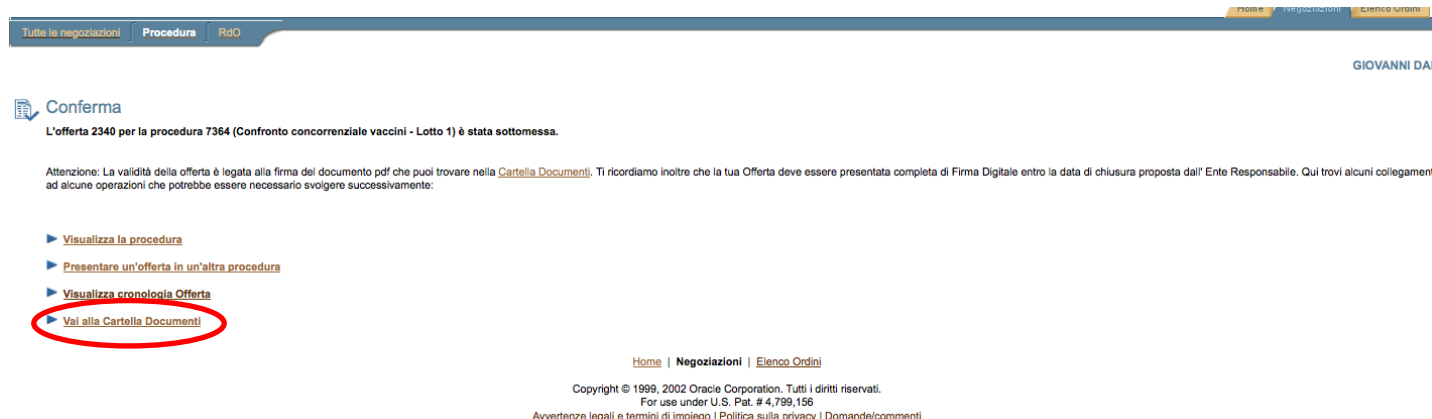 Home Negoziazioni Elenco Ordini
Tutte le negoziazioni Procedura RdO
GIOVANNI DA
Conferma
L'offerta 2340 per la procedura 7364 (Confronto concorrenziale vaccini - Lotto 1) è stata sottomessa.
Attenzione: La validità della offerta è legata alla firma del documento pdf che puoi trovare nella Cartella Documenti. Ti ricordiamo inoltre che la tua Offerta deve essere presentata completa di Firma Digitale entro la data di chiusura proposta dall' Ente Responsabile. Qui trovi alcuni collegament
ad alcune operazioni che potrebbe essere necessario svolgere successivamente:
Visualizza la procedura
Presentare un'offerta in un'altra procedura
Visualizza cronologia Offerta
Vai alla Cartella Documenti
Home | Negoziazioni | Elenco Ordini
Copyright © 1999, 2002 Oracle Corporation. Tutti i diritti riservati.
For use under U.S. Pat. # 4,799,156
Avvertenze legali e termini di impiego | Politica sulla privacy | Domande/commenti